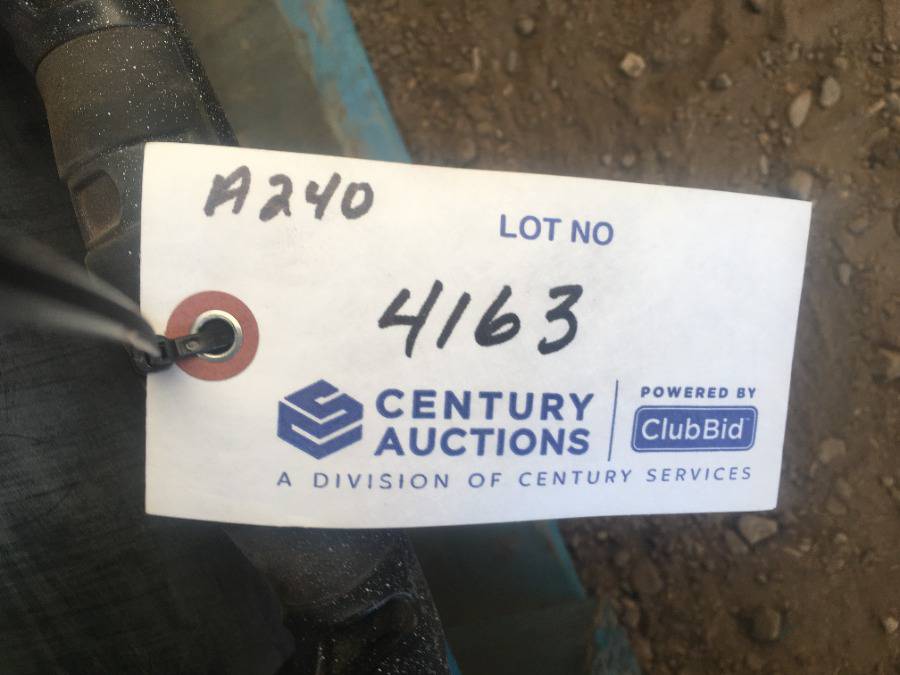 A240
LOT NO
4163
CENTURY
AUCTIONS
POWERED BY
ClubBid
A DIVISION OF CENTURY SERVICES